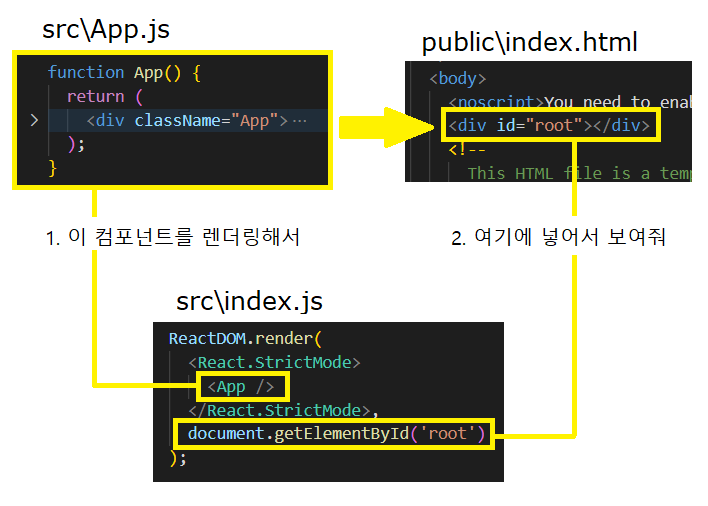 src\App.js
function App() {
return (
<div className="App">…
);
}
public\index.html
<body>
<noscript>You need to enab
<div id="root"></div>
<!--
This HTML file is a temp
1. 이 컴포넌트를 렌더링해서
2. 여기에 넣어서 보여줘
src\index.js
ReactDOM.render(
<React.StrictMode>
<App />
</React.StrictMode>,
document.getElementById('root')
);